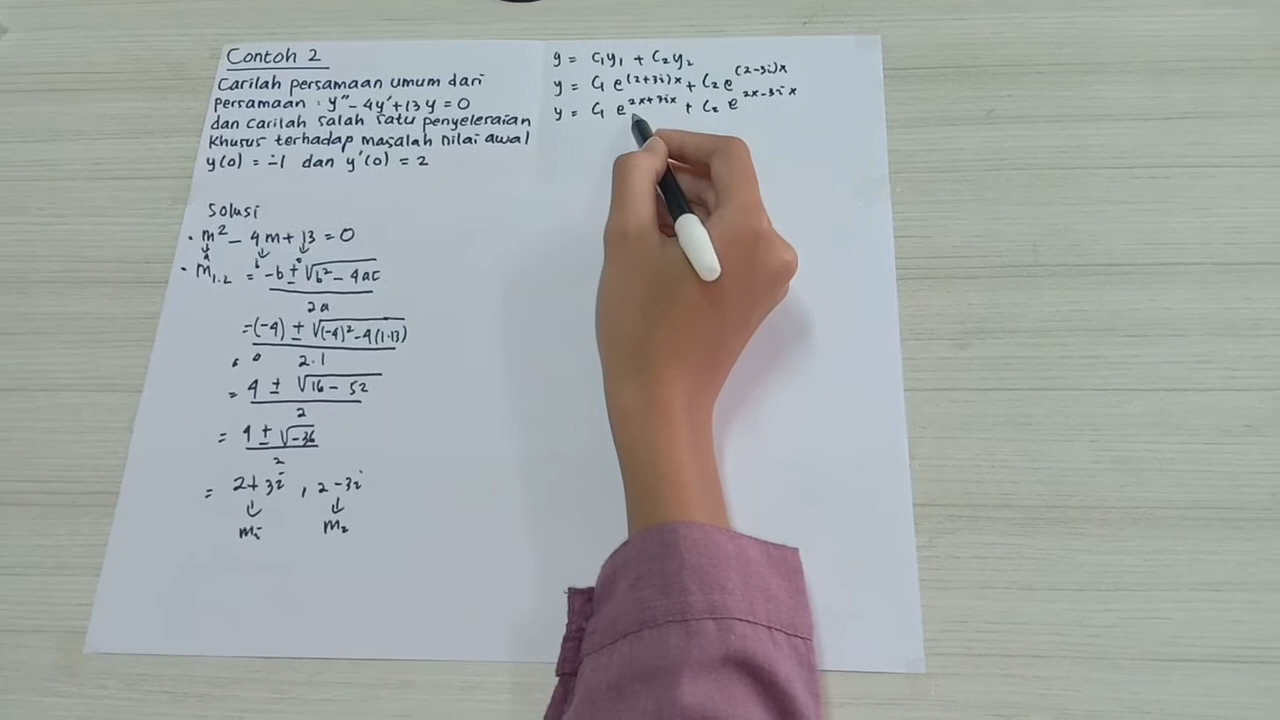 Contoh 2
Carilah persamaan umum dari
persamaan : y'' - 4y' + 13y = 0
dan carilah salah satu penyeleraian
khusus terhadap masalah nilai awal
y(0) = -1 dan y'(0) = 2
Solusi
• m² - 4m + 13 = 0
a b c
• m₁.₂ = -b ± √b² - 4ac
2a
= (-4) ± √(-4)² - 4(1·13)
2·1
= 4 ± √16 - 52
2
= 4 ± √-36
2
= 2 + 3i , 2 - 3i
m₁ m₂
y = C₁y₁ + C₂y₂
y = C₁ e^(2+3i)x + C₂ e^(2-3i)x
y = C₁ e^2x+3ix + C₂ e^2x-3ix